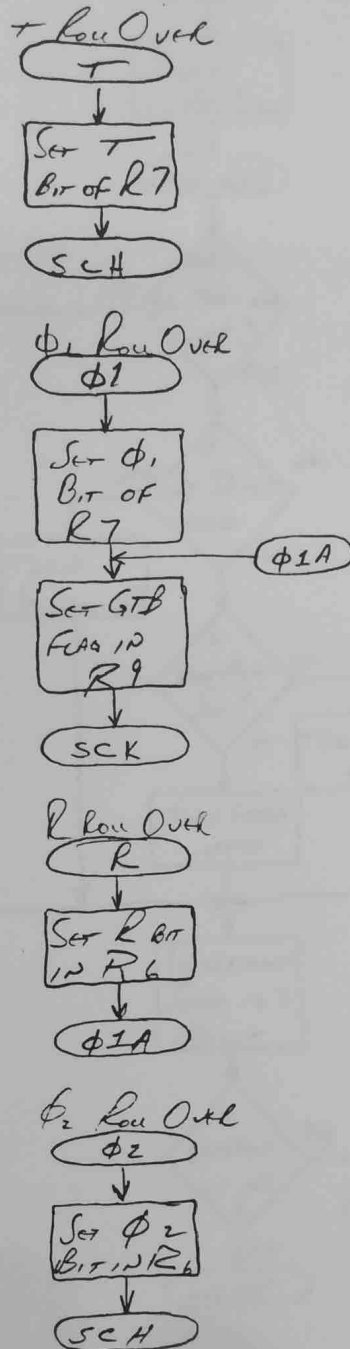 T Roll Over
T
Set T
Bit of R7
SCH
ϕ1 Roll Over
ϕ1
Set ϕ1
Bit of
R7
ϕ1A
Set GTB
Flag in
R9
SCK
R Roll Over
R
Set R Bit
in R6
ϕ1A
ϕ2 Roll Over
ϕ2
Set ϕ2
Bit in R6
SCH